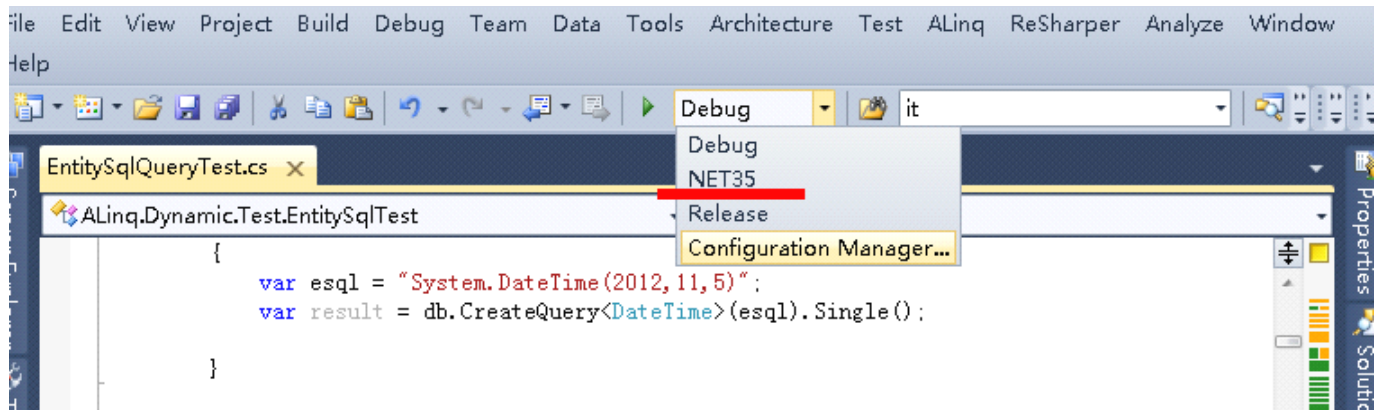 File Edit View Project Build Debug Team Data Tools Architecture Test ALinq ReSharper Analyze Window
Help
Debug it
Debug
NET35
Release
Configuration Manager...
EntitySqlQueryTest.cs
ALinq.Dynamic.Test.EntitySqlTest
{
var esql = "System.DateTime(2012,11,5)";
var result = db.CreateQuery<DateTime>(esql).Single();
}
Properties